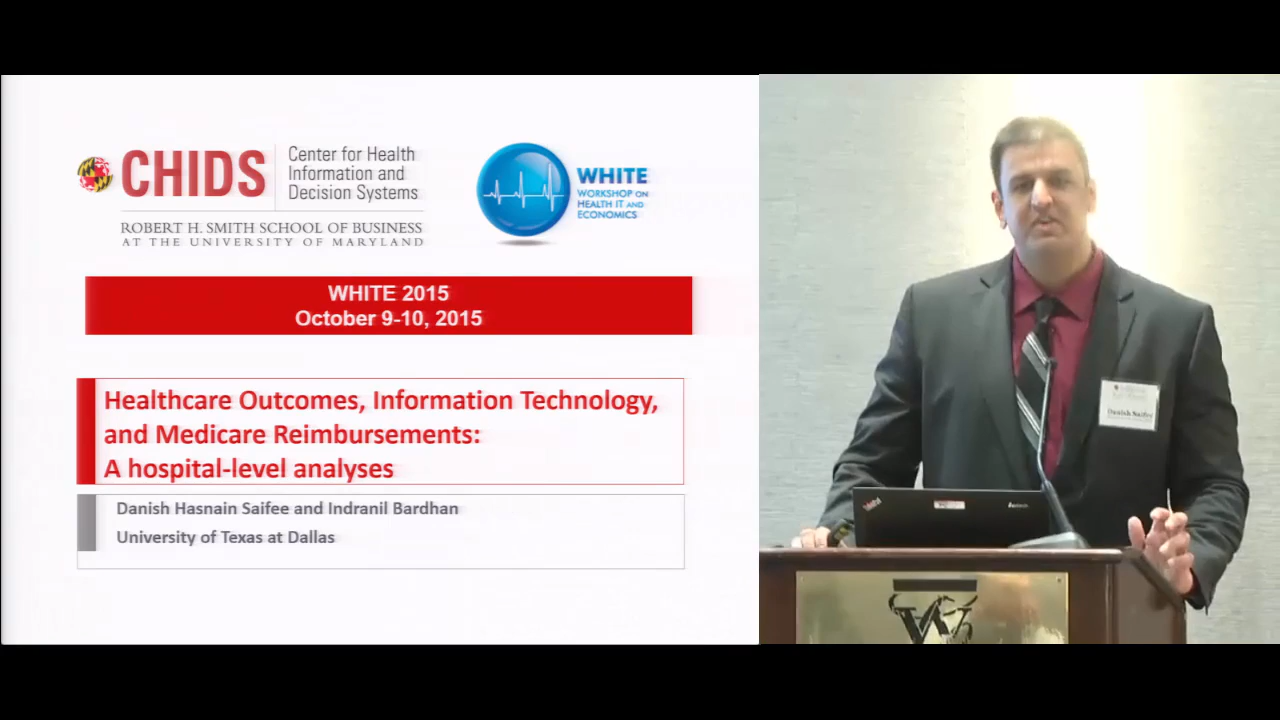 CHIDS
Center for Health
Information and
Decision Systems
ROBERT H. SMITH SCHOOL OF BUSINESS
AT THE UNIVERSITY OF MARYLAND
WHITE
WORKSHOP ON
HEALTH IT AND
ECONOMICS
WHITE 2015
October 9-10, 2015
Healthcare Outcomes, Information Technology,
and Medicare Reimbursements:
A hospital-level analyses
Danish Hasnain Saifee and Indranil Bardhan
University of Texas at Dallas
Danish Saifee